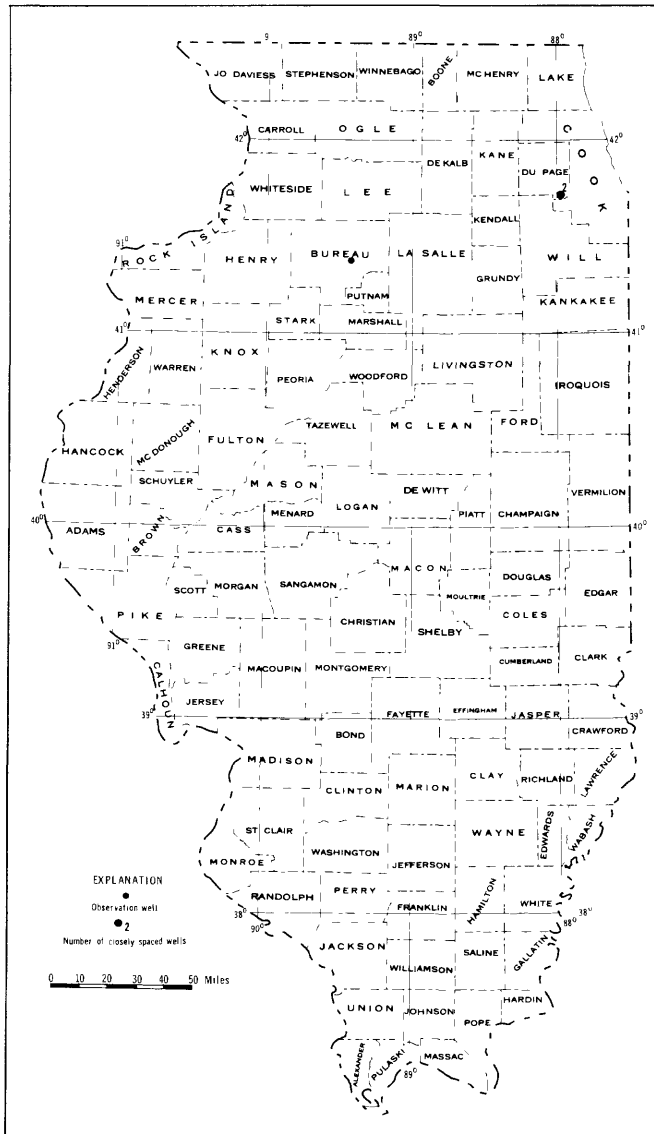 9
89°
88°
JO DAVIESS STEPHENSON WINNEBAGO BOONE MC HENRY LAKE
42° CARROLL OGLE DE KALB KANE COOK 42°
DU PAGE
2
WHITESIDE LEE
KENDALL
91°
ROCK ISLAND
HENRY BUREAU LA SALLE WILL
GRUNDY
MERCER PUTNAM KANKAKEE
STARK MARSHALL
41° 41°
HENDERSON WARREN KNOX
PEORIA WOODFORD LIVINGSTON IROQUOIS
HANCOCK MC DONOUGH FULTON TAZEWELL MC LEAN FORD
SCHUYLER MASON
DE WITT VERMILION
MENARD LOGAN PIATT CHAMPAIGN
40° ADAMS BROWN CASS 40°
MACON
SCOTT MORGAN SANGAMON DOUGLAS EDGAR
MOULTRIE
PIKE CHRISTIAN COLES
SHELBY
91° GREENE
MACOUPIN MONTGOMERY CUMBERLAND CLARK
CALHOUN JERSEY
39° FAYETTE EFFINGHAM JASPER 39°
BOND CRAWFORD
MADISON
CLINTON MARION CLAY RICHLAND LAWRENCE
ST CLAIR WAYNE EDWARDS WABASH
MONROE WASHINGTON
JEFFERSON
EXPLANATION
Observation well
2
Number of closely spaced wells
RANDOLPH PERRY HAMILTON WHITE
38° FRANKLIN 88° 38°
90°
JACKSON SALINE GALLATIN
WILLIAMSON
0 10 20 30 40 50 Miles
UNION JOHNSON POPE HARDIN
ALEXANDER PULASKI MASSAC
89°